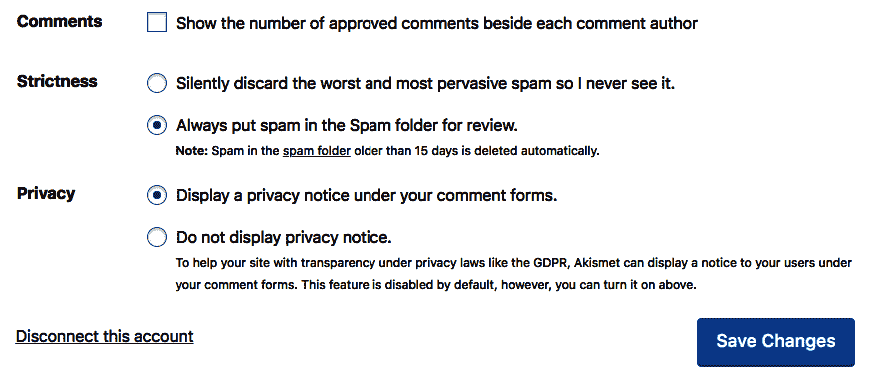 Comments
Show the number of approved comments beside each comment author
Strictness
Silently discard the worst and most pervasive spam so I never see it.
Always put spam in the Spam folder for review.
Note: Spam in the spam folder older than 15 days is deleted automatically.
Privacy
Display a privacy notice under your comment forms.
Do not display privacy notice.
To help your site with transparency under privacy laws like the GDPR, Akismet can display a notice to your users under
your comment forms. This feature is disabled by default, however, you can turn it on above.
Disconnect this account
Save Changes